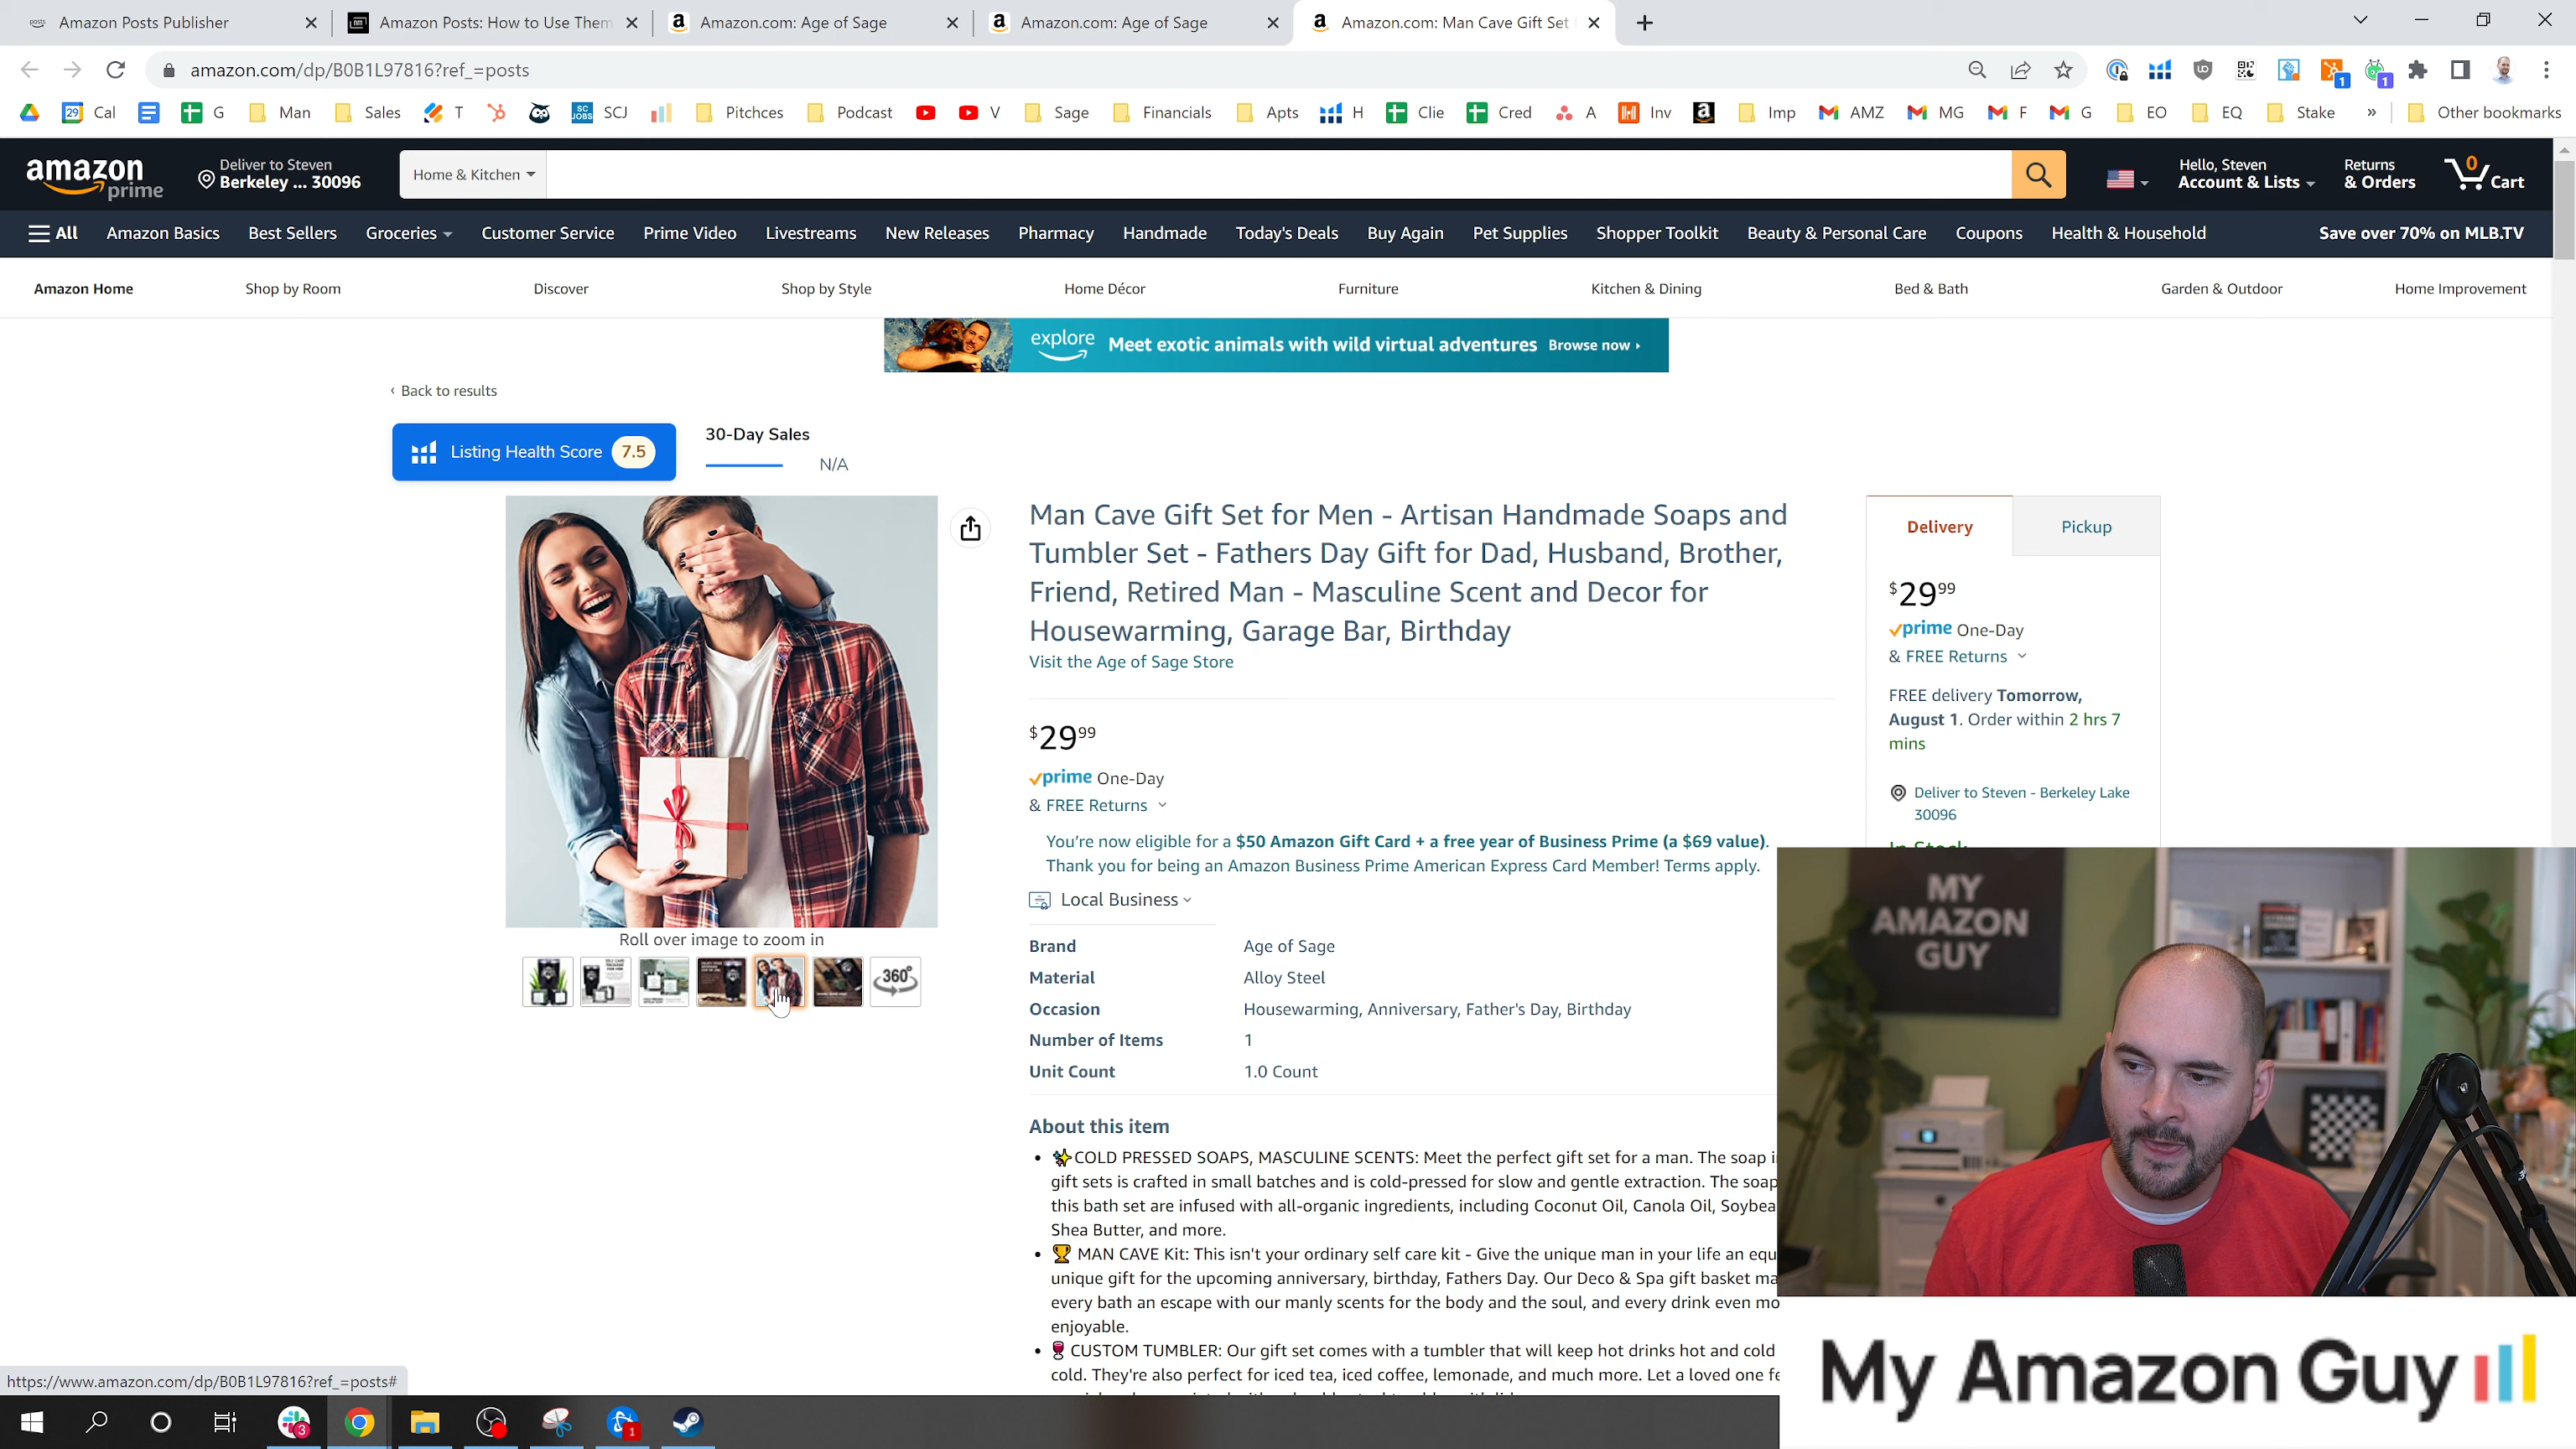 Amazon Posts Publisher
Amazon Posts: How to Use Them
Amazon.com: Age of Sage
Amazon.com: Age of Sage
Amazon.com: Man Cave Gift Set
amazon.com/dp/B0B1L97816?ref_=posts
Cal G Man Sales T SCJ Pitchces Podcast V Sage Financials Apts H Clie Cred A Inv Imp AMZ MG F G EO EQ Stake » Other bookmarks
amazon prime
Deliver to Steven
Berkeley ... 30096
Home & Kitchen
Hello, Steven
Account & Lists
Returns
& Orders
0
Cart
All Amazon Basics Best Sellers Groceries Customer Service Prime Video Livestreams New Releases Pharmacy Handmade Today's Deals Buy Again Pet Supplies Shopper Toolkit Beauty & Personal Care Coupons Health & Household Save over 70% on MLB.TV
Amazon Home Shop by Room Discover Shop by Style Home Décor Furniture Kitchen & Dining Bed & Bath Garden & Outdoor Home Improvement
explore Meet exotic animals with wild virtual adventures Browse now ›
‹ Back to results
Listing Health Score 7.5
30-Day Sales
N/A
Man Cave Gift Set for Men - Artisan Handmade Soaps and
Tumbler Set - Fathers Day Gift for Dad, Husband, Brother,
Friend, Retired Man - Masculine Scent and Decor for
Housewarming, Garage Bar, Birthday
Visit the Age of Sage Store
$29.99
prime One-Day
& FREE Returns
You're now eligible for a $50 Amazon Gift Card + a free year of Business Prime (a $69 value).
Thank you for being an Amazon Business Prime American Express Card Member! Terms apply.
Local Business
Brand Age of Sage
Material Alloy Steel
Occasion Housewarming, Anniversary, Father's Day, Birthday
Number of Items 1
Unit Count 1.0 Count
About this item
COLD PRESSED SOAPS, MASCULINE SCENTS: Meet the perfect gift set for a man. The soap
gift sets is crafted in small batches and is cold-pressed for slow and gentle extraction. The soap
this bath set are infused with all-organic ingredients, including Coconut Oil, Canola Oil, Soybea
Shea Butter, and more.
MAN CAVE Kit: This isn't your ordinary self care kit - Give the unique man in your life an equ
unique gift for the upcoming anniversary, birthday, Fathers Day. Our Deco & Spa gift basket ma
every bath an escape with our manly scents for the body and the soul, and every drink even mo
enjoyable.
CUSTOM TUMBLER: Our gift set comes with a tumbler that will keep hot drinks hot and cold
cold. They're also perfect for iced tea, iced coffee, lemonade, and much more. Let a loved one fe
Roll over image to zoom in
360°
Delivery
Pickup
$29.99
prime One-Day
& FREE Returns
FREE delivery Tomorrow,
August 1. Order within 2 hrs 7
mins
Deliver to Steven - Berkeley Lake
30096
In Stock
MY
AMAZON
GUY
My Amazon Guy
https://www.amazon.com/dp/B0B1L97816?ref_=posts#